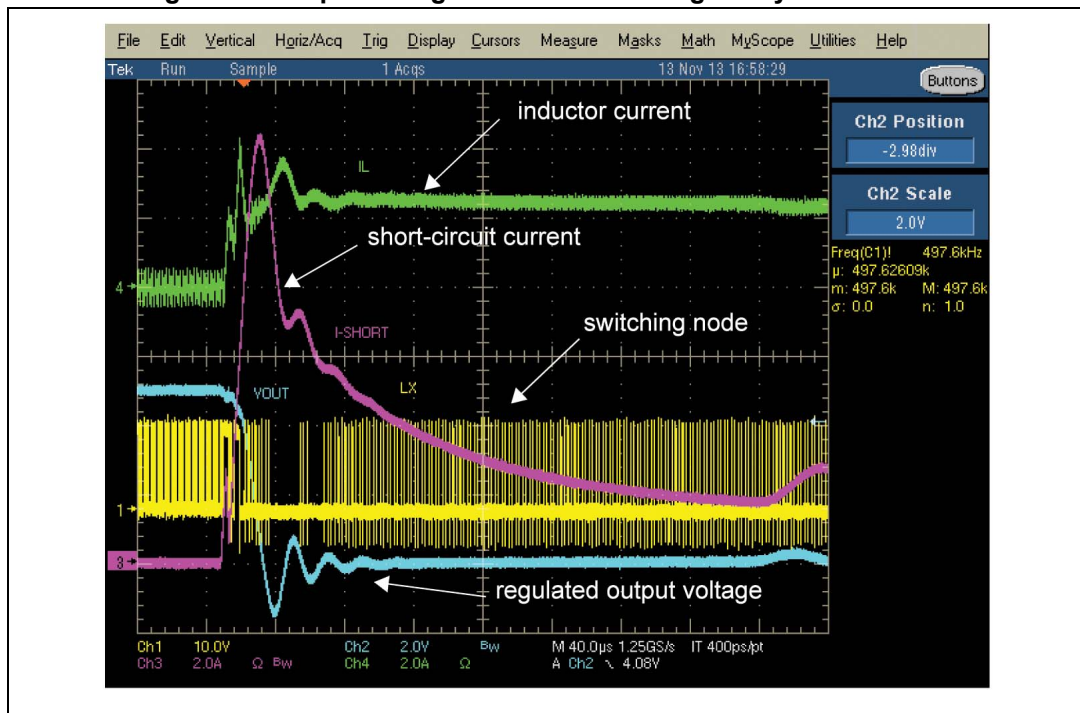 File Edit Vertical Horiz/Acq Trig Display Cursors Measure Masks Math MyScope Utilities Help
Tek Run Sample 1 Acqs 13 Nov 13 16:58:29
Buttons
Ch2 Position
-2.98div
Ch2 Scale
2.0V
Freq(C1)! 497.6kHz
µ: 497.62609k
m: 497.6k M: 497.6k
σ: 0.0 n: 1.0
inductor current
IL
short-circuit current
4
I-SHORT
switching node
VOUT
LX
1
3
regulated output voltage
Ch1 10.0V Ch2 2.0V Bw M 40.0µs 1.25GS/s IT 400ps/pt
Ch3 2.0A Ω Bw Ch4 2.0A Ω A Ch2 \ 4.08V